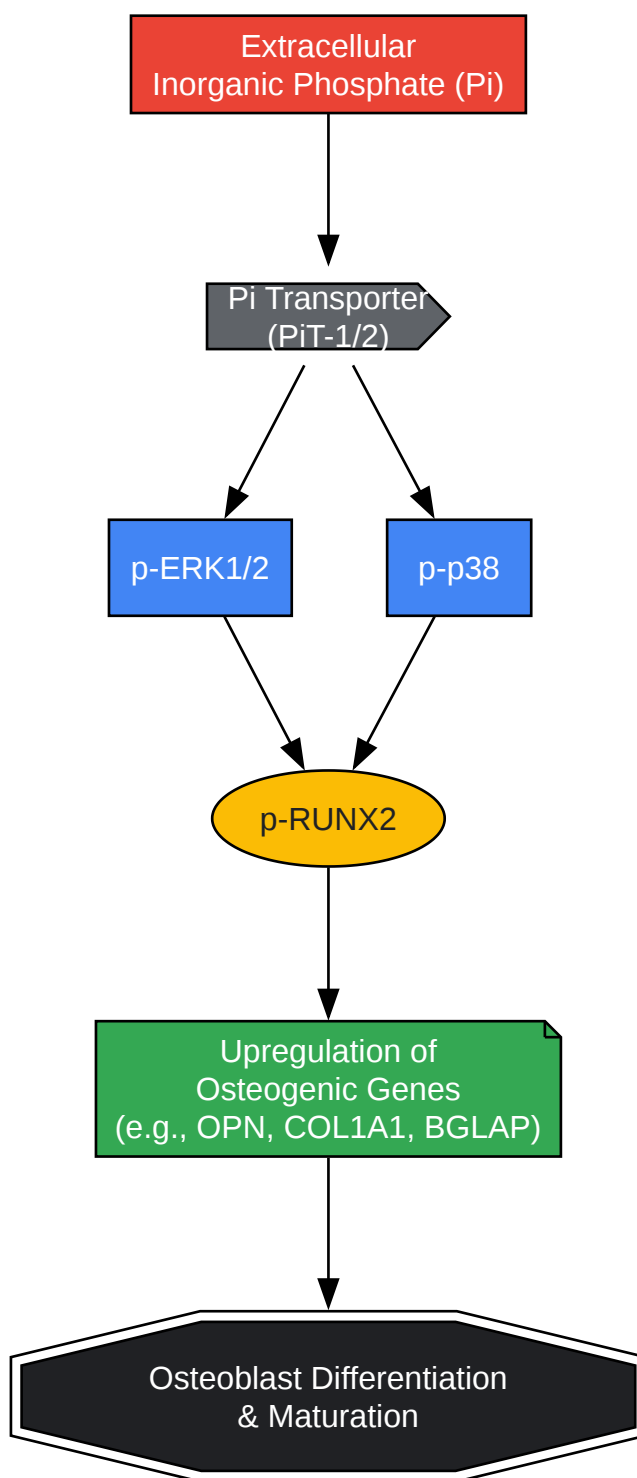 Extracellular
Inorganic Phosphate (Pi)
Pi Transporter
(PiT-1/2)
p-ERK1/2
p-p38
p-RUNX2
Upregulation of
Osteogenic Genes
(e.g., OPN, COL1A1, BGLAP)
Osteoblast Differentiation
& Maturation